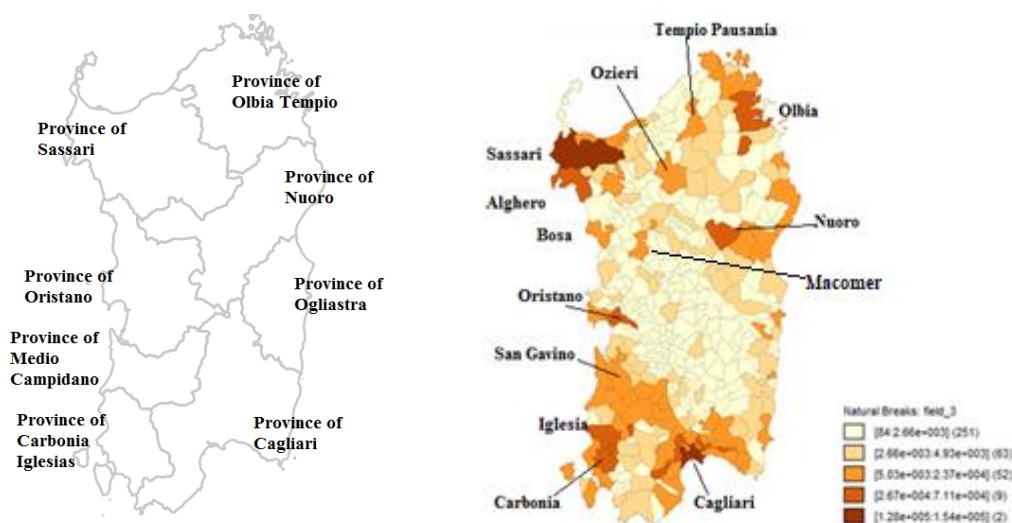 Province of
Olbia Tempio
Province of
Sassari
Province of
Nuoro
Province of
Oristano
Province of
Ogliastra
Province of
Medio
Campidano
Province of
Carbonia
Iglesias
Province of
Cagliari
Tempio Pausania
Ozieri
Olbia
Sassari
Alghero
Nuoro
Bosa
Macomer
Oristano
San Gavino
Iglesia
Carbonia
Cagliari
Natural Breaks: field_3
[84:2.66e+003] (251)
[2.66e+003:4.93e+003] (63)
[5.03e+003:2.37e+004] (52)
[2.67e+004:7.11e+004] (9)
[1.28e+005:1.54e+005] (2)